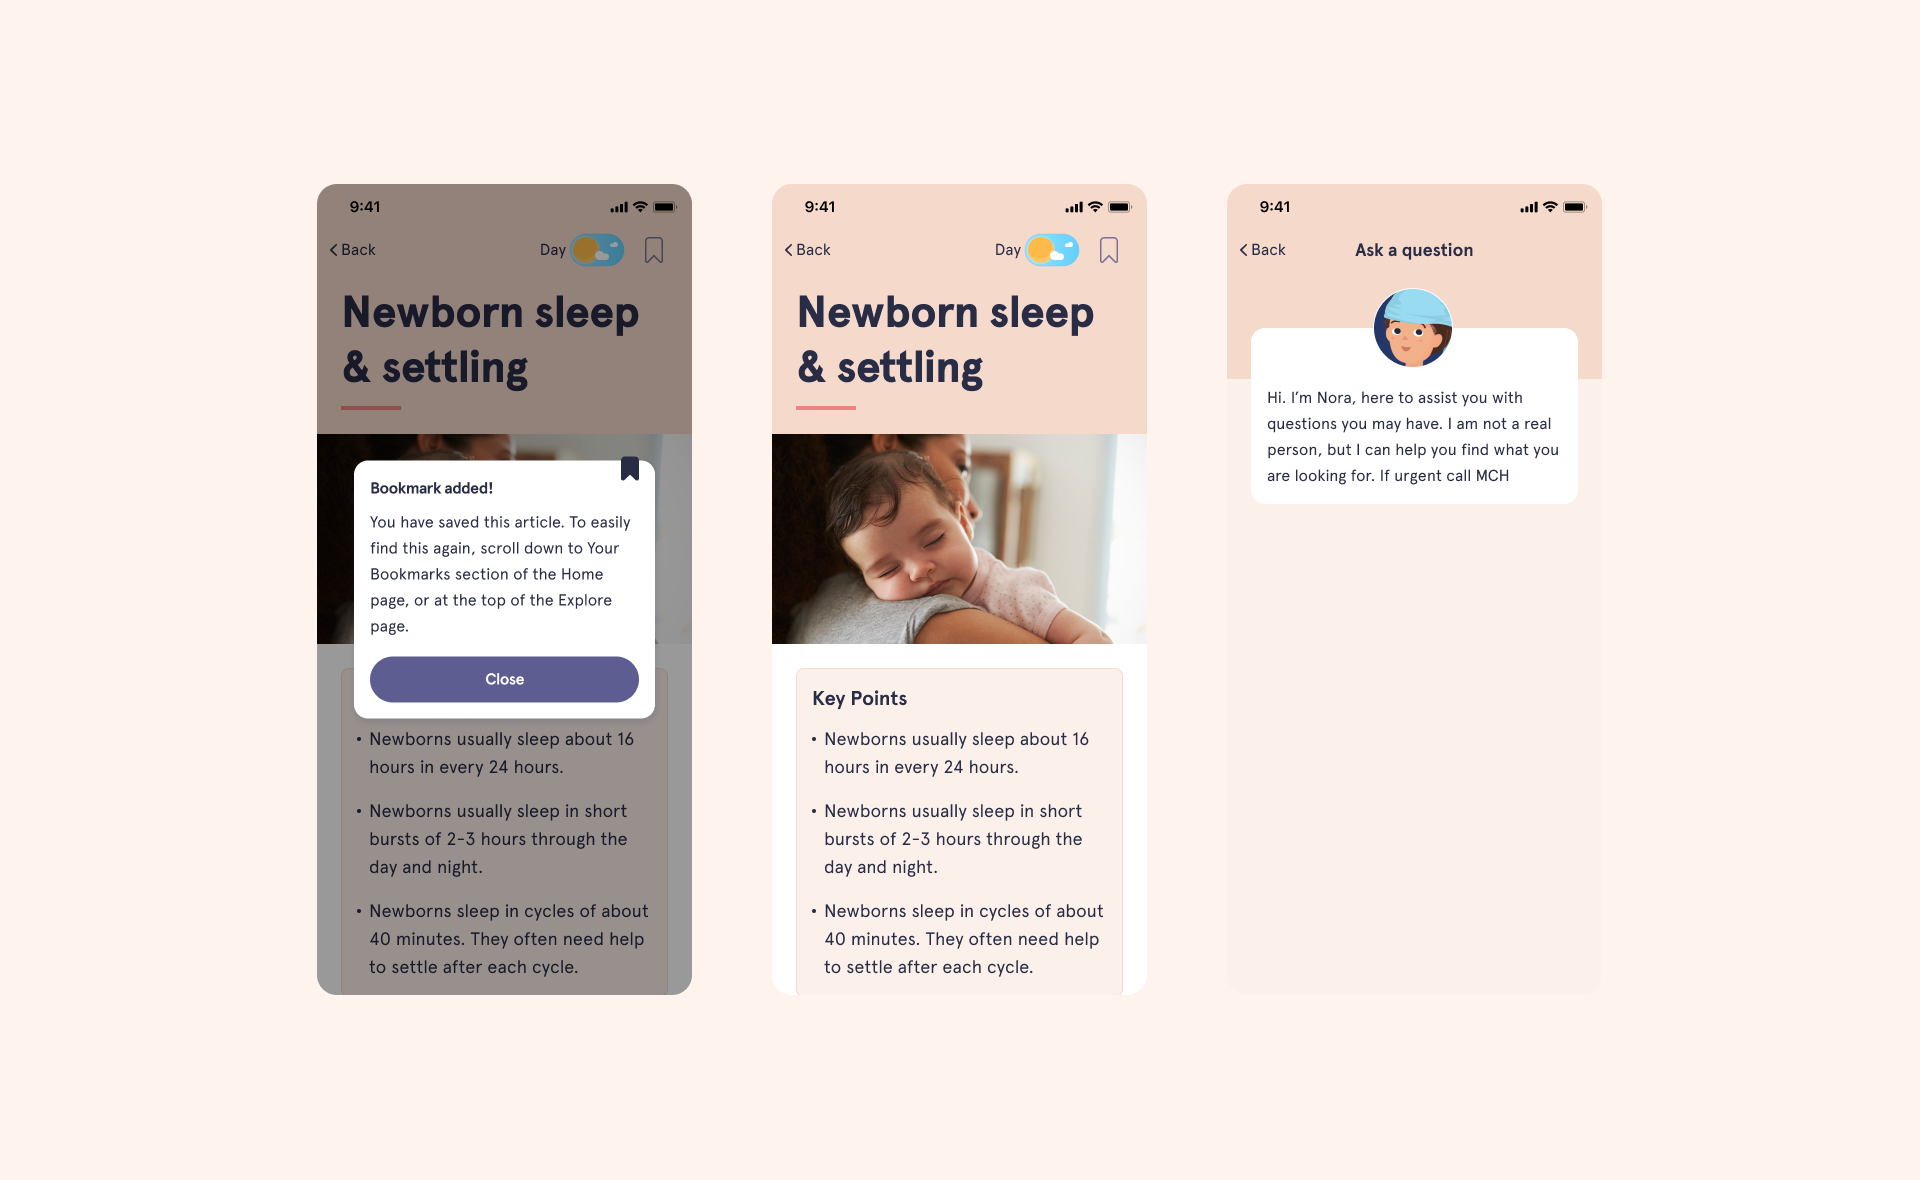 9:41
Back
Day
Newborn sleep
& settling
Bookmark added!
You have saved this article. To easily
find this again, scroll down to Your
Bookmarks section of the Home
page, or at the top of the Explore
page.
Close
• Newborns usually sleep about 16
hours in every 24 hours.
• Newborns usually sleep in short
bursts of 2-3 hours through the
day and night.
• Newborns sleep in cycles of about
40 minutes. They often need help
to settle after each cycle.
9:41
Back
Day
Newborn sleep
& settling
Key Points
• Newborns usually sleep about 16
hours in every 24 hours.
• Newborns usually sleep in short
bursts of 2-3 hours through the
day and night.
• Newborns sleep in cycles of about
40 minutes. They often need help
to settle after each cycle.
9:41
Back
Ask a question
Hi. I’m Nora, here to assist you with
questions you may have. I am not a real
person, but I can help you find what you
are looking for. If urgent call MCH